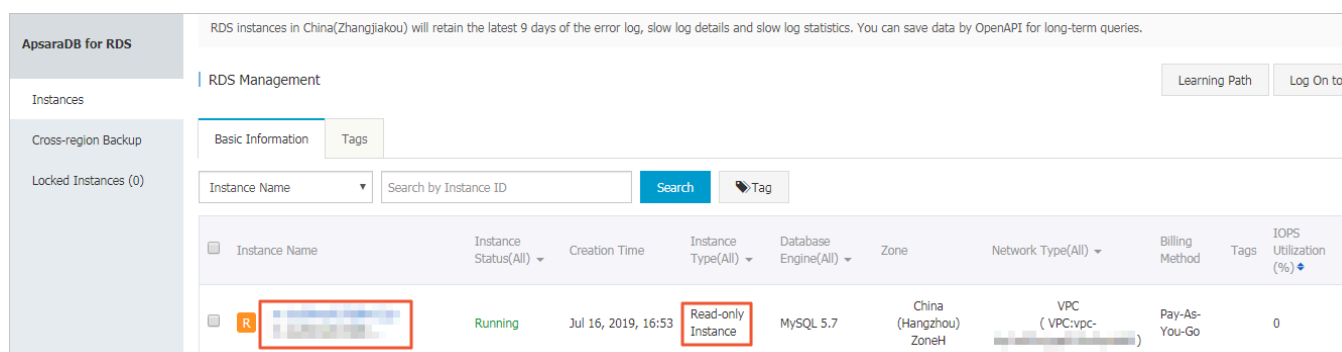 RDS instances in China(Zhangjiakou) will retain the latest 9 days of the error log, slow log details and slow log statistics. You can save data by OpenAPI for long-term queries.
ApsaraDB for RDS
RDS Management
Learning Path
Log On to
Instances
Cross-region Backup
Locked Instances (0)
Basic Information
Tags
Instance Name
Search by Instance ID
Search
Tag
Instance Name
Instance
Status(All)
Creation Time
Instance
Type(All)
Database
Engine(All)
Zone
Network Type(All)
Billing
Method
Tags
IOPS
Utilization
(%)
R
Running
Jul 16, 2019, 16:53
Read-only
Instance
MySQL 5.7
China
(Hangzhou)
ZoneH
VPC
( VPC:vpc-
)
Pay-As-
You-Go
0